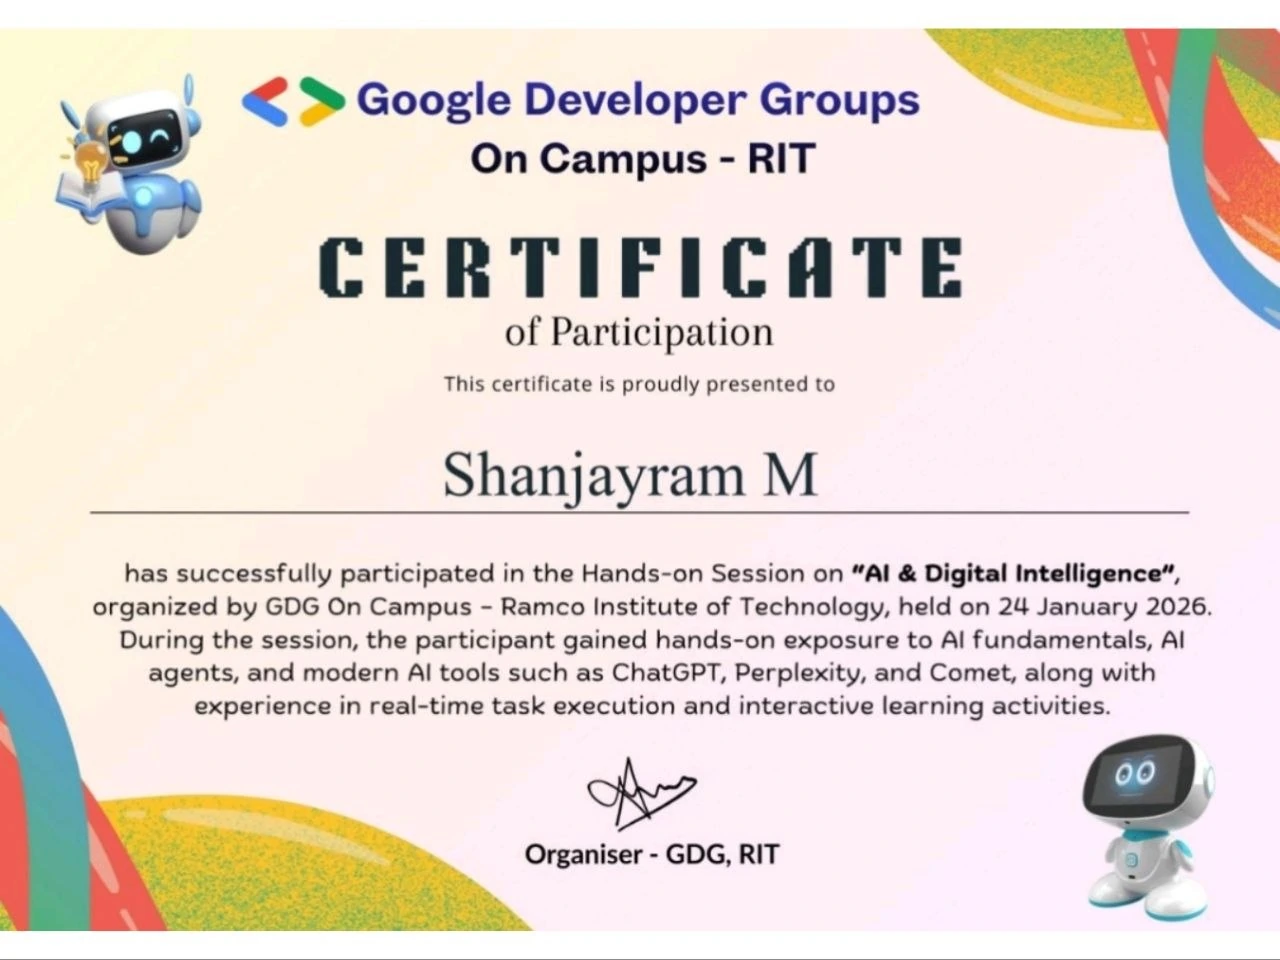 Google Developer Groups
On Campus - RIT
CERTIFICATE
of Participation
This certificate is proudly presented to
Shanjayram M
has successfully participated in the Hands-on Session on "AI & Digital Intelligence",
organized by GDG On Campus – Ramco Institute of Technology, held on 24 January 2026.
During the session, the participant gained hands-on exposure to AI fundamentals, AI
agents, and modern AI tools such as ChatGPT, Perplexity, and Comet, along with
experience in real-time task execution and interactive learning activities.
Organiser - GDG, RIT